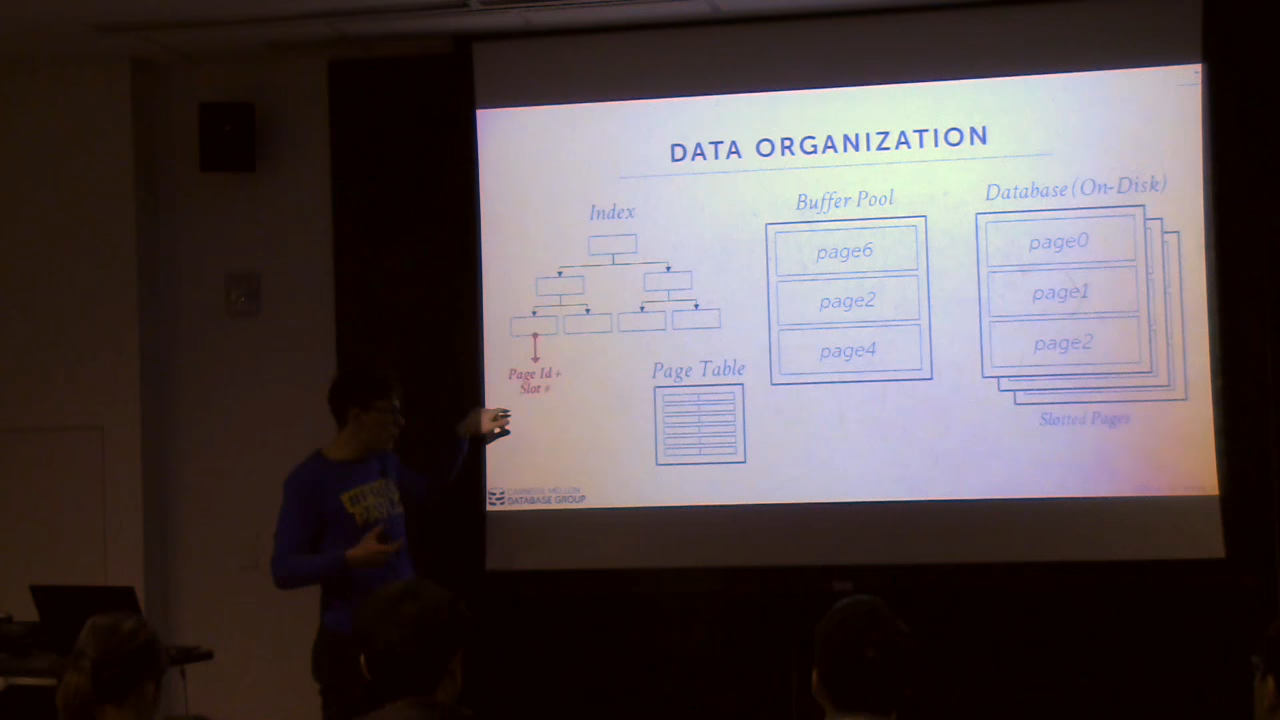 DATA ORGANIZATION
Index
Buffer Pool
Database (On-Disk)
page6
page2
page4
page0
page1
page2
Page Id +
Slot #
Page Table
Slotted Pages
CARNEGIE MELLON
DATABASE GROUP